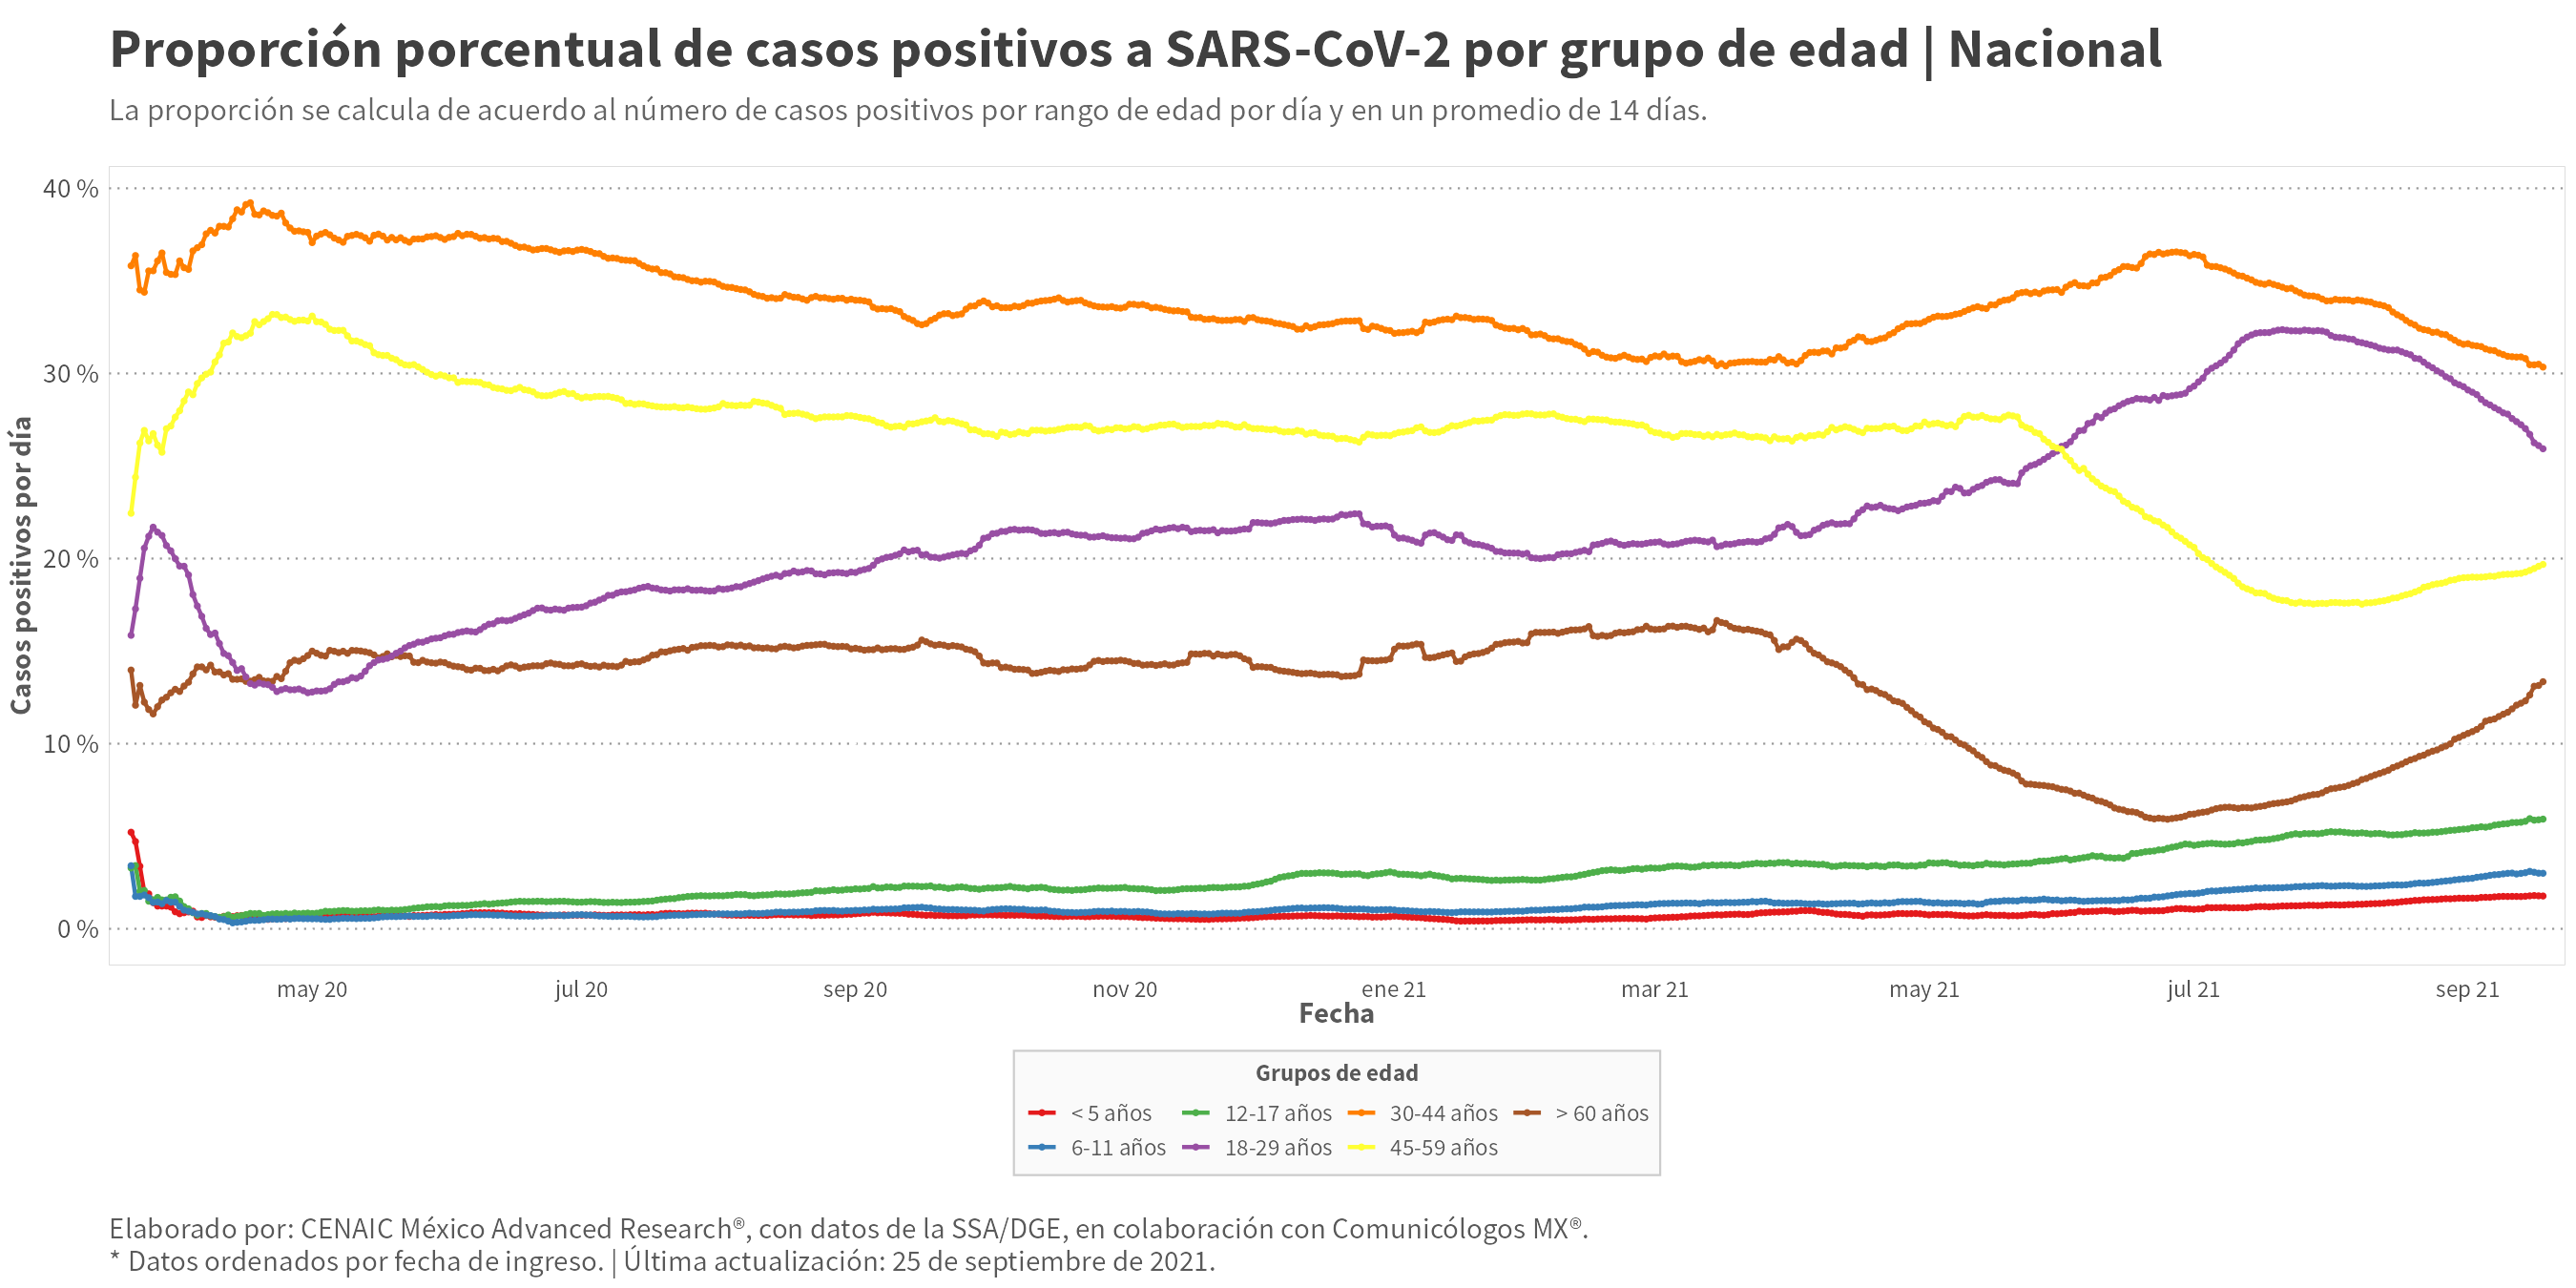 Proporción porcentual de casos positivos a SARS-CoV-2 por grupo de edad | Nacional
La proporción se calcula de acuerdo al número de casos positivos por rango de edad por día y en un promedio de 14 días.
Casos positivos por día
40 %
30 %
20 %
10 %
0 %
may 20 jul 20 sep 20 nov 20 ene 21 mar 21 may 21 jul 21 sep 21
Fecha
Grupos de edad
< 5 años 12-17 años 30-44 años > 60 años
6-11 años 18-29 años 45-59 años
Elaborado por: CENAIC México Advanced Research®, con datos de la SSA/DGE, en colaboración con Comunicólogos MX®.
* Datos ordenados por fecha de ingreso. | Última actualización: 25 de septiembre de 2021.